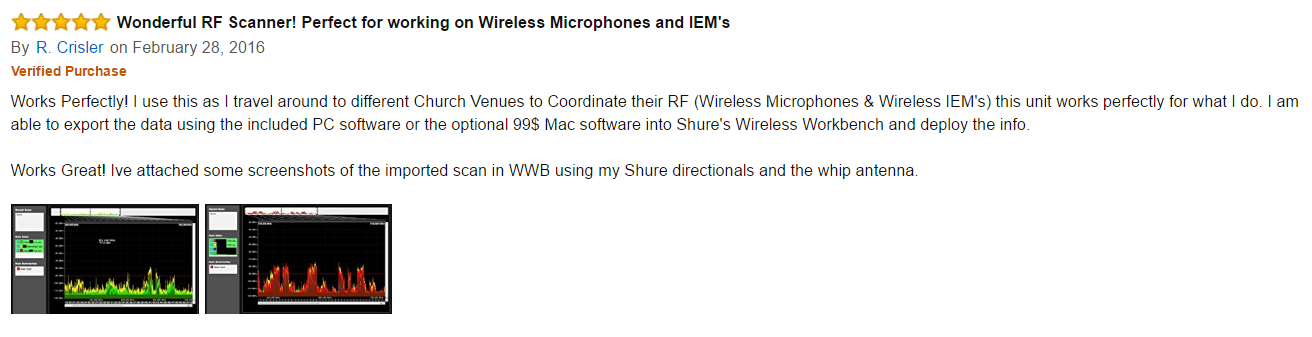 Wonderful RF Scanner! Perfect for working on Wireless Microphones and IEM's
By R. Crisler on February 28, 2016
Verified Purchase
Works Perfectly! I use this as I travel around to different Church Venues to Coordinate their RF (Wireless Microphones & Wireless IEM's) this unit works perfectly for what I do. I am
able to export the data using the included PC software or the optional 99$ Mac software into Shure's Wireless Workbench and deploy the info.
Works Great! Ive attached some screenshots of the imported scan in WWB using my Shure directionals and the whip antenna.